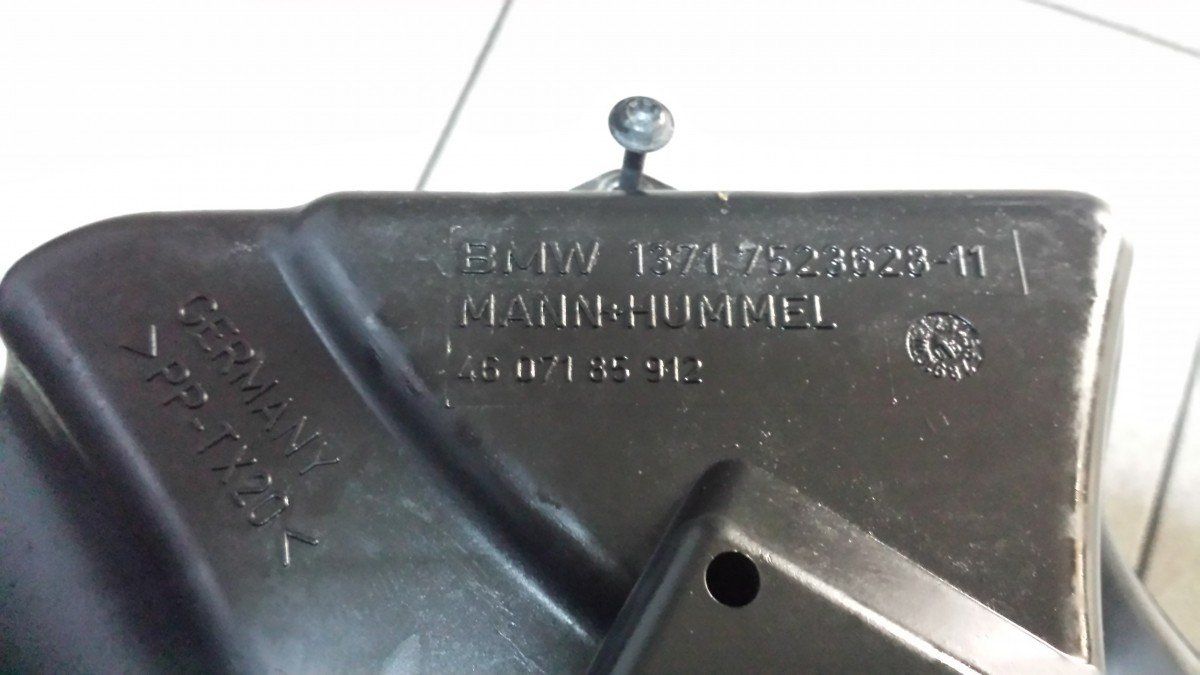 BMW 1371 7523623-11
MANN+HUMMEL
46 071 85 912
GERMANY
>PP-TX20<